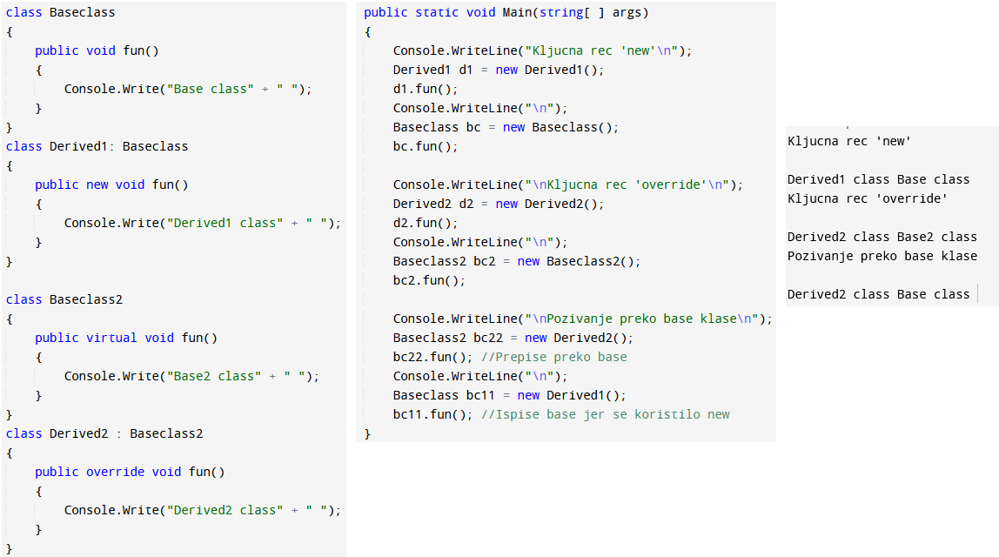 class Baseclass
{
    public void fun()
    {
        Console.Write("Base class" + " ");
    }
}
class Derived1: Baseclass
{
    public new void fun()
    {
        Console.Write("Derived1 class" + " ");
    }
}

class Baseclass2
{
    public virtual void fun()
    {
        Console.Write("Base2 class" + " ");
    }
}
class Derived2 : Baseclass2
{
    public override void fun()
    {
        Console.Write("Derived2 class" + " ");
    }
}
public static void Main(string[ ] args)
{
    Console.WriteLine("Kljucna rec 'new'\n");
    Derived1 d1 = new Derived1();
    d1.fun();
    Console.WriteLine("\n");
    Baseclass bc = new Baseclass();
    bc.fun();

    Console.WriteLine("\nKljucna rec 'override'\n");
    Derived2 d2 = new Derived2();
    d2.fun();
    Console.WriteLine("\n");
    Baseclass2 bc2 = new Baseclass2();
    bc2.fun();

    Console.WriteLine("\nPozivanje preko base klase\n");
    Baseclass2 bc22 = new Derived2();
    bc22.fun(); //Prepise preko base
    Console.WriteLine("\n");
    Baseclass bc11 = new Derived1();
    bc11.fun(); //Ispise base jer se koristilo new
}
Kljucna rec 'new'

Derived1 class Base class
Kljucna rec 'override'

Derived2 class Base2 class
Pozivanje preko base klase

Derived2 class Base class